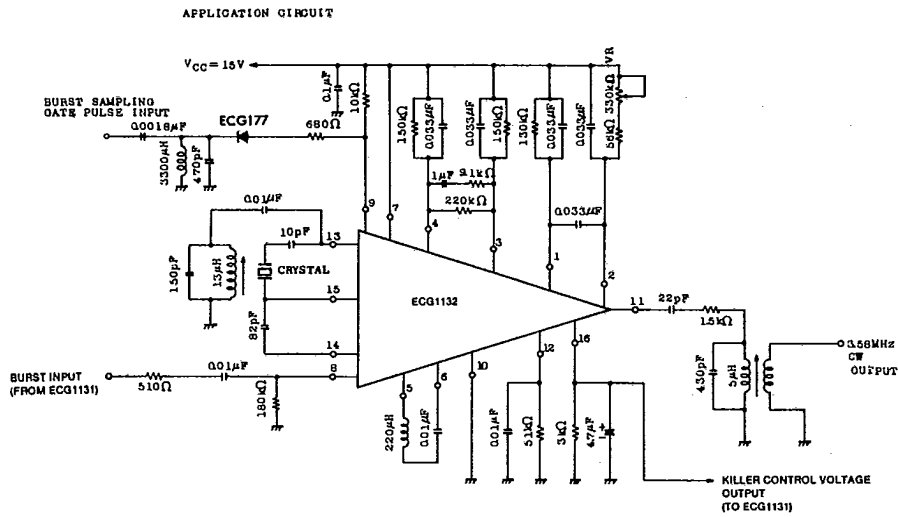 APPLICATION CIRCUIT
VCC = 15V
VR
BURST SAMPLING
GATE PULSE INPUT
0.0018µF
ECG177
680Ω
0.1µF
10kΩ
150kΩ
0.033µF
0.033µF
150kΩ
130kΩ
0.033µF
0.033µF
330kΩ
56kΩ
3300µH
470pF
1µF
9.1kΩ
220kΩ
0.033µF
0.01µF
9
7
4
3
1
2
10pF
13
150pF
13µH
CRYSTAL
15
ECG1132
11
22pF
1.5kΩ
82pF
14
12
16
3.58MHz
CW
OUTPUT
430pF
5µH
BURST INPUT
(FROM ECG1131)
510Ω
0.01µF
8
180kΩ
5
6
10
220µH
0.01µF
0.01µF
5.1kΩ
3kΩ
4.7µF
+
−
KILLER CONTROL VOLTAGE
OUTPUT
(TO ECG1131)